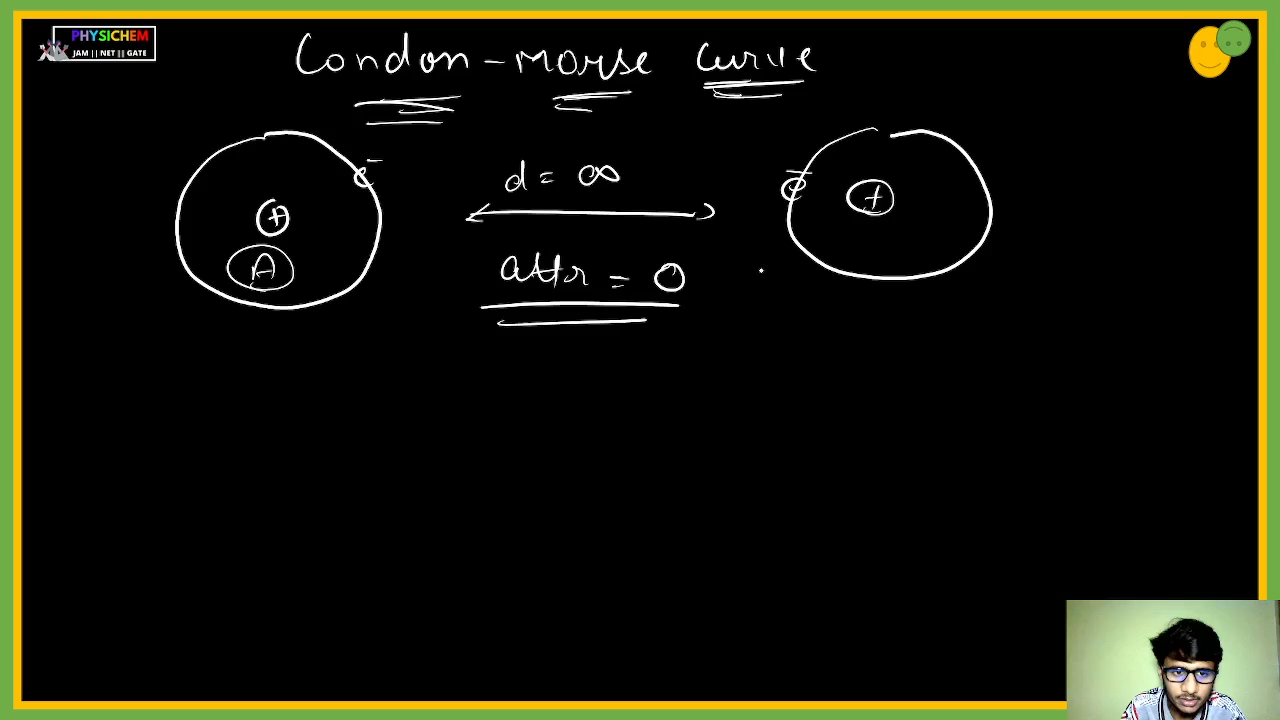 PHYSICHEM
JAM || NET || GATE
Condon-morse curve
e⁻
d = ∞
e⁻
+
+
A
attr = 0